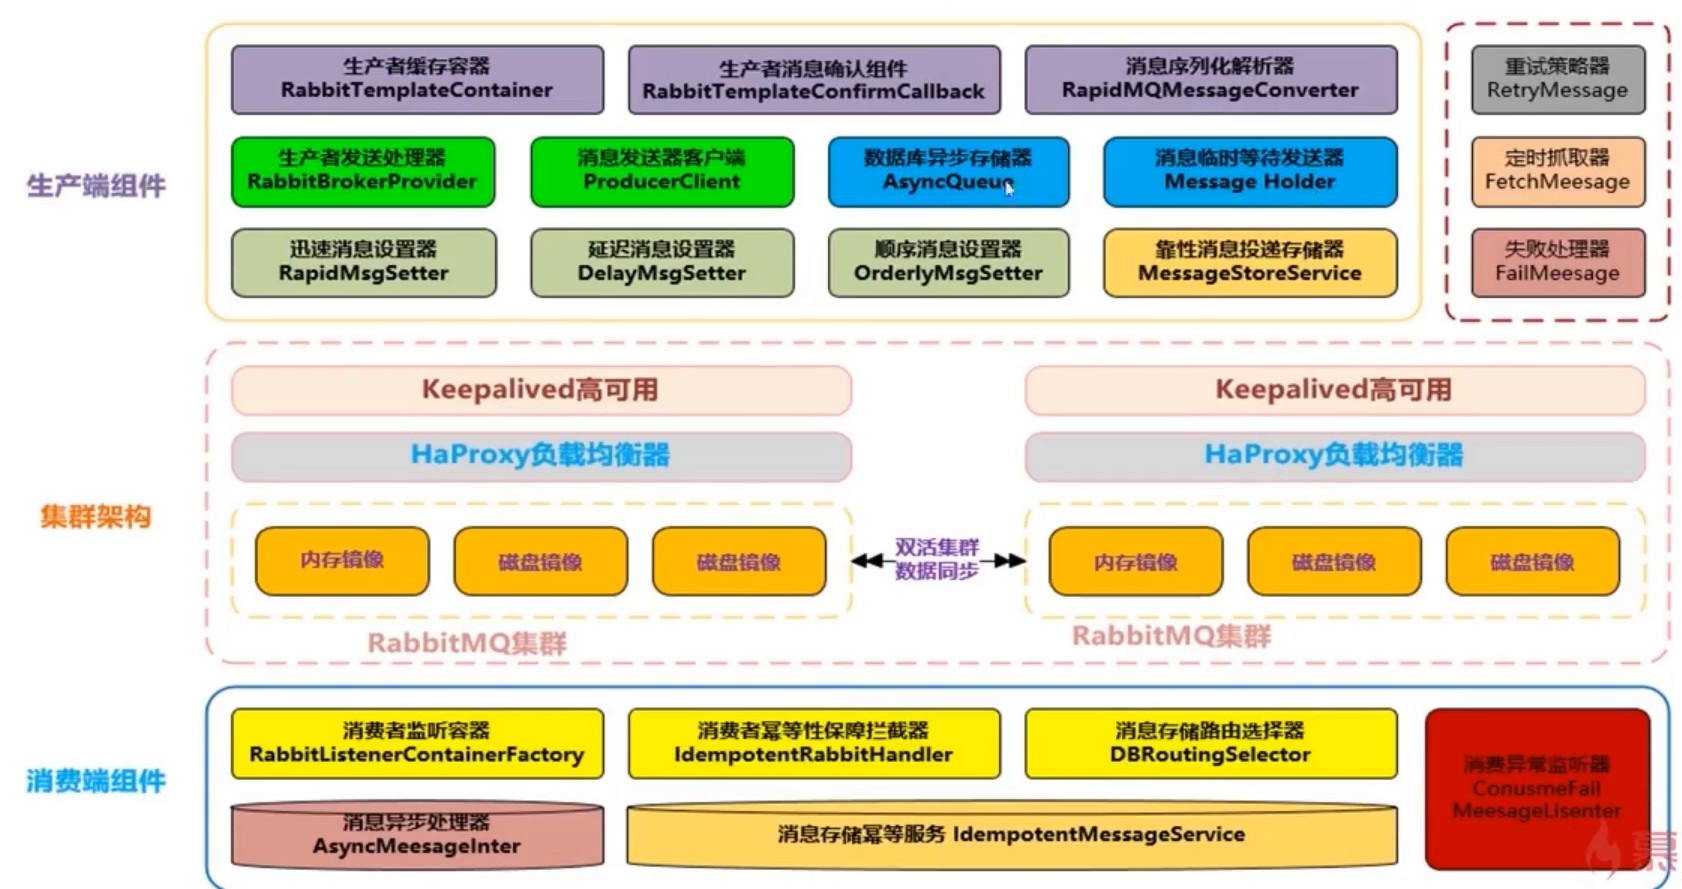 生产者缓存容器
RabbitTemplateContainer
生产者消息确认组件
RabbitTemplateConfirmCallback
消息序列化解析器
RapidMQMessageConverter
重试策略器
RetryMessage
生产端组件
生产者发送处理器
RabbitBrokerProvider
消息发送器客户端
ProducerClient
数据库异步存储器
AsyncQueue
消息临时等待发送器
Message Holder
定时抓取器
FetchMeesage
迅速消息设置器
RapidMsgSetter
延迟消息设置器
DelayMsgSetter
顺序消息设置器
OrderlyMsgSetter
靠性消息投递存储器
MessageStoreService
失败处理器
FailMeesage
集群架构
Keepalived高可用
HaProxy负载均衡器
内存镜像
磁盘镜像
磁盘镜像
RabbitMQ集群
双活集群
数据同步
Keepalived高可用
HaProxy负载均衡器
内存镜像
磁盘镜像
磁盘镜像
RabbitMQ集群
消费端组件
消费者监听容器
RabbitListenerContainerFactory
消费者幂等性保障拦截器
IdempotentRabbitHandler
消息存储路由选择器
DBRoutingSelector
消费异常监听器
ConusmeFail
MeesageLisenter
消息异步处理器
AsyncMeesageInter
消息存储幂等服务 IdempotentMessageService
慕